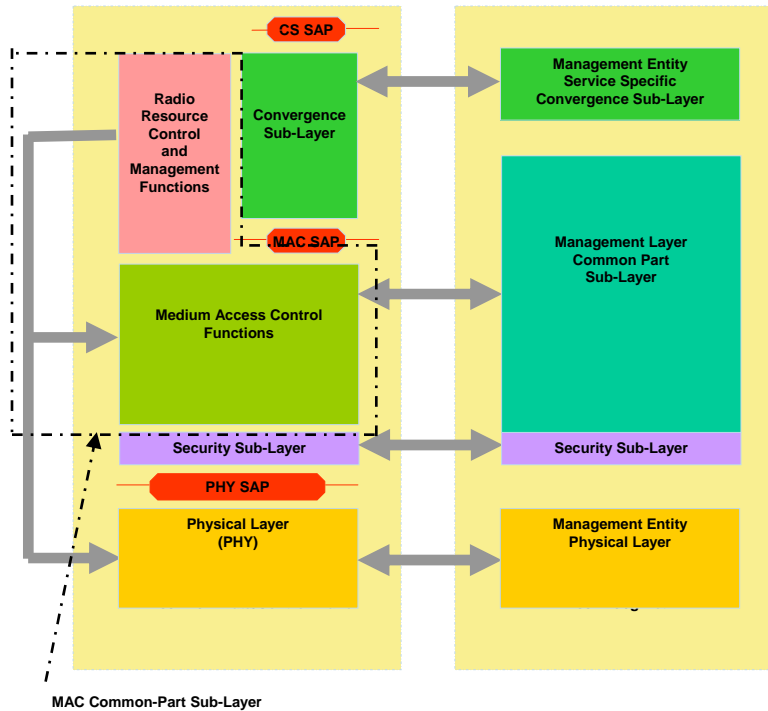 CS SAP
Radio
Resource
Control
and
Management
Functions
Convergence
Sub-Layer
Management Entity
Service Specific
Convergence Sub-Layer
MAC SAP
Management Layer
Common Part
Sub-Layer
Medium Access Control
Functions
Security Sub-Layer
Security Sub-Layer
PHY SAP
Physical Layer
(PHY)
Management Entity
Physical Layer
MAC Common-Part Sub-Layer